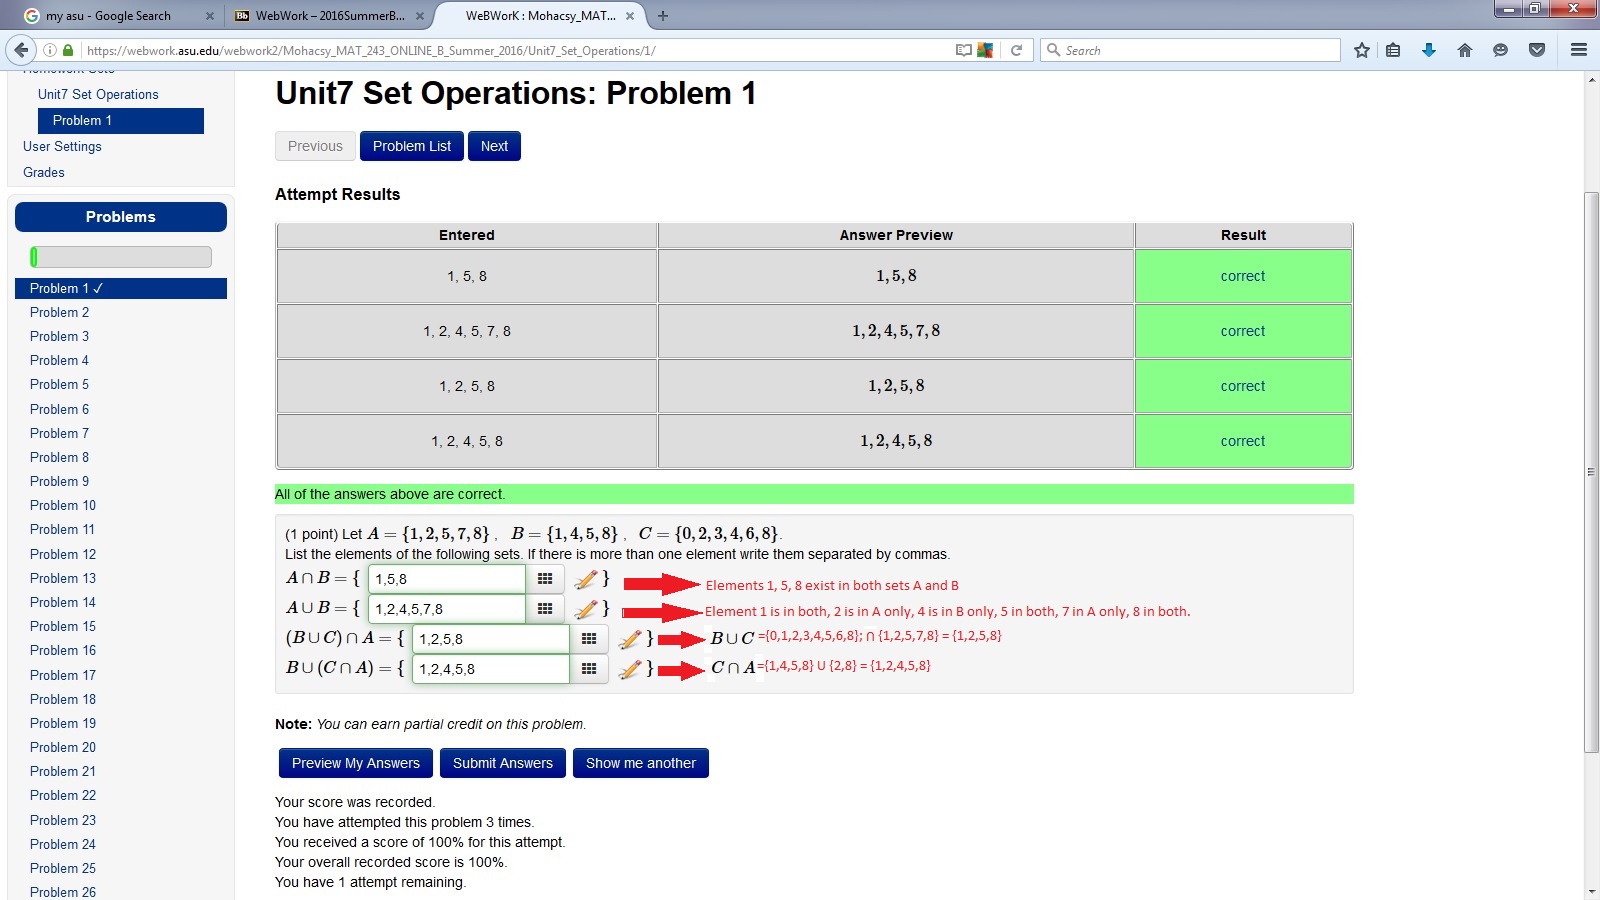 my asu - Google Search
WebWork – 2016SummerB...
WeBWorK : Mohacsy_MAT...
https://webwork.asu.edu/webwork2/Mohacsy_MAT_243_ONLINE_B_Summer_2016/Unit7_Set_Operations/1/
Search
Homework Sets
Unit7 Set Operations
Problem 1
User Settings
Grades
Problems
Problem 1 ✓
Problem 2
Problem 3
Problem 4
Problem 5
Problem 6
Problem 7
Problem 8
Problem 9
Problem 10
Problem 11
Problem 12
Problem 13
Problem 14
Problem 15
Problem 16
Problem 17
Problem 18
Problem 19
Problem 20
Problem 21
Problem 22
Problem 23
Problem 24
Problem 25
Problem 26
Unit7 Set Operations: Problem 1
Previous Problem List Next
Attempt Results
Entered Answer Preview Result
1, 5, 8 1, 5, 8 correct
1, 2, 4, 5, 7, 8 1, 2, 4, 5, 7, 8 correct
1, 2, 5, 8 1, 2, 5, 8 correct
1, 2, 4, 5, 8 1, 2, 4, 5, 8 correct
All of the answers above are correct.
(1 point) Let A = {1, 2, 5, 7, 8} , B = {1, 4, 5, 8} , C = {0, 2, 3, 4, 6, 8}.
List the elements of the following sets. If there is more than one element write them separated by commas.
A ∩ B = { 1,5,8 } Elements 1, 5, 8 exist in both sets A and B
A ∪ B = { 1,2,4,5,7,8 } Element 1 is in both, 2 is in A only, 4 is in B only, 5 in both, 7 in A only, 8 in both.
(B ∪ C) ∩ A = { 1,2,5,8 } B ∪ C ={0,1,2,3,4,5,6,8}; ∩ {1,2,5,7,8} = {1,2,5,8}
B ∪ (C ∩ A) = { 1,2,4,5,8 } C ∩ A={1,4,5,8} U {2,8} = {1,2,4,5,8}
Note: You can earn partial credit on this problem.
Preview My Answers Submit Answers Show me another
Your score was recorded.
You have attempted this problem 3 times.
You received a score of 100% for this attempt.
Your overall recorded score is 100%.
You have 1 attempt remaining.